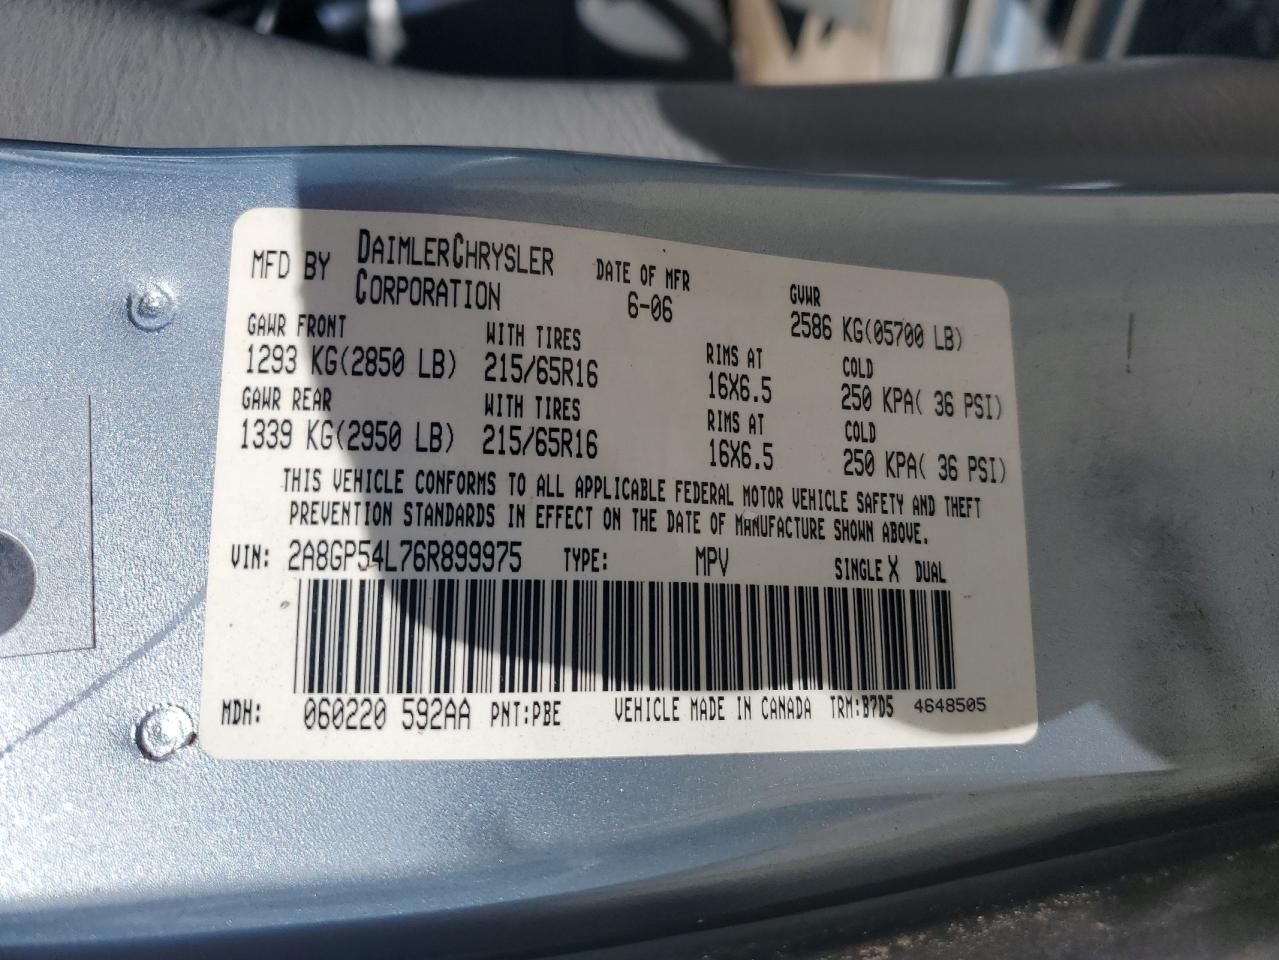 MFD BY DAIMLERCHRYSLER CORPORATION DATE OF MFR 6-06 GVWR 2586 KG(05700 LB)
GAWR FRONT WITH TIRES RIMS AT COLD
1293 KG(2850 LB) 215/65R16 16X6.5 250 KPA( 36 PSI)
GAWR REAR WITH TIRES RIMS AT COLD
1339 KG(2950 LB) 215/65R16 16X6.5 250 KPA( 36 PSI)
THIS VEHICLE CONFORMS TO ALL APPLICABLE FEDERAL MOTOR VEHICLE SAFETY AND THEFT
PREVENTION STANDARDS IN EFFECT ON THE DATE OF MANUFACTURE SHOWN ABOVE.
VIN: 2A8GP54L76R899975 TYPE: MPV SINGLE X DUAL
MDH: 060220 592AA PNT:PBE VEHICLE MADE IN CANADA TRM:B7D5 4648505